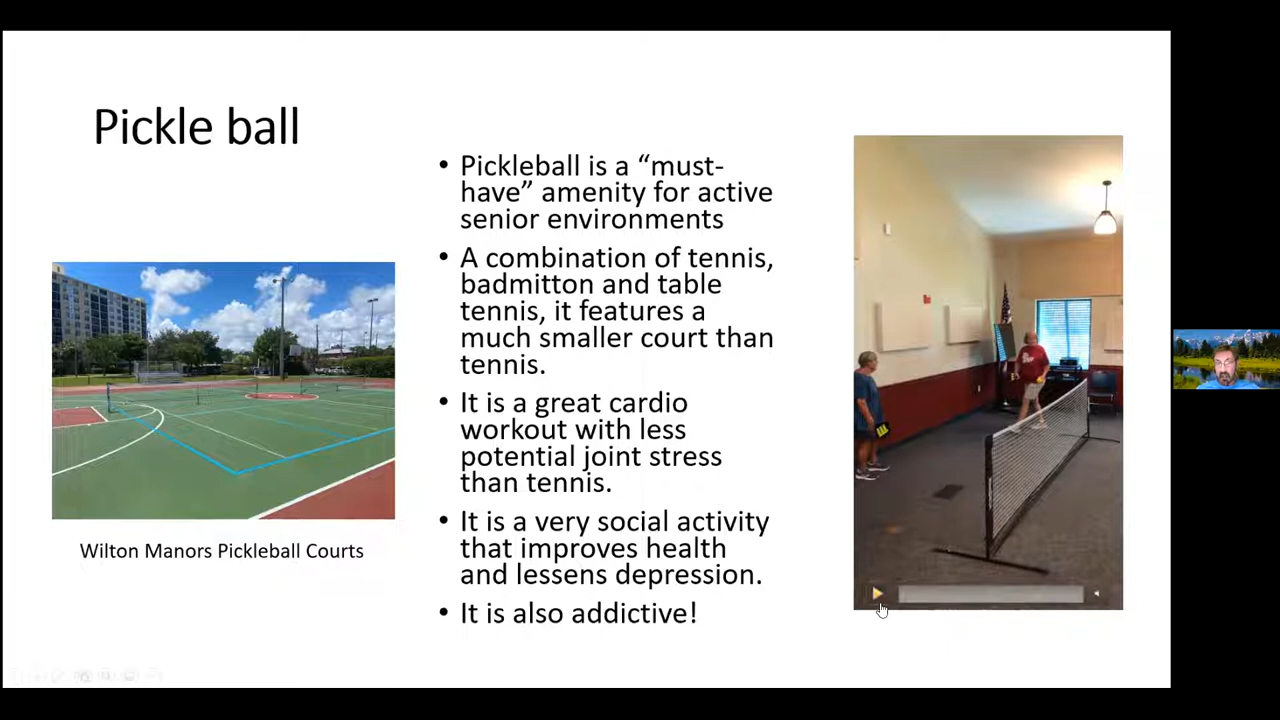 Pickle ball
• Pickleball is a “must-
have” amenity for active
senior environments
• A combination of tennis,
badmitton and table
tennis, it features a
much smaller court than
tennis.
• It is a great cardio
workout with less
potential joint stress
than tennis.
• It is a very social activity
that improves health
and lessens depression.
• It is also addictive!
Wilton Manors Pickleball Courts